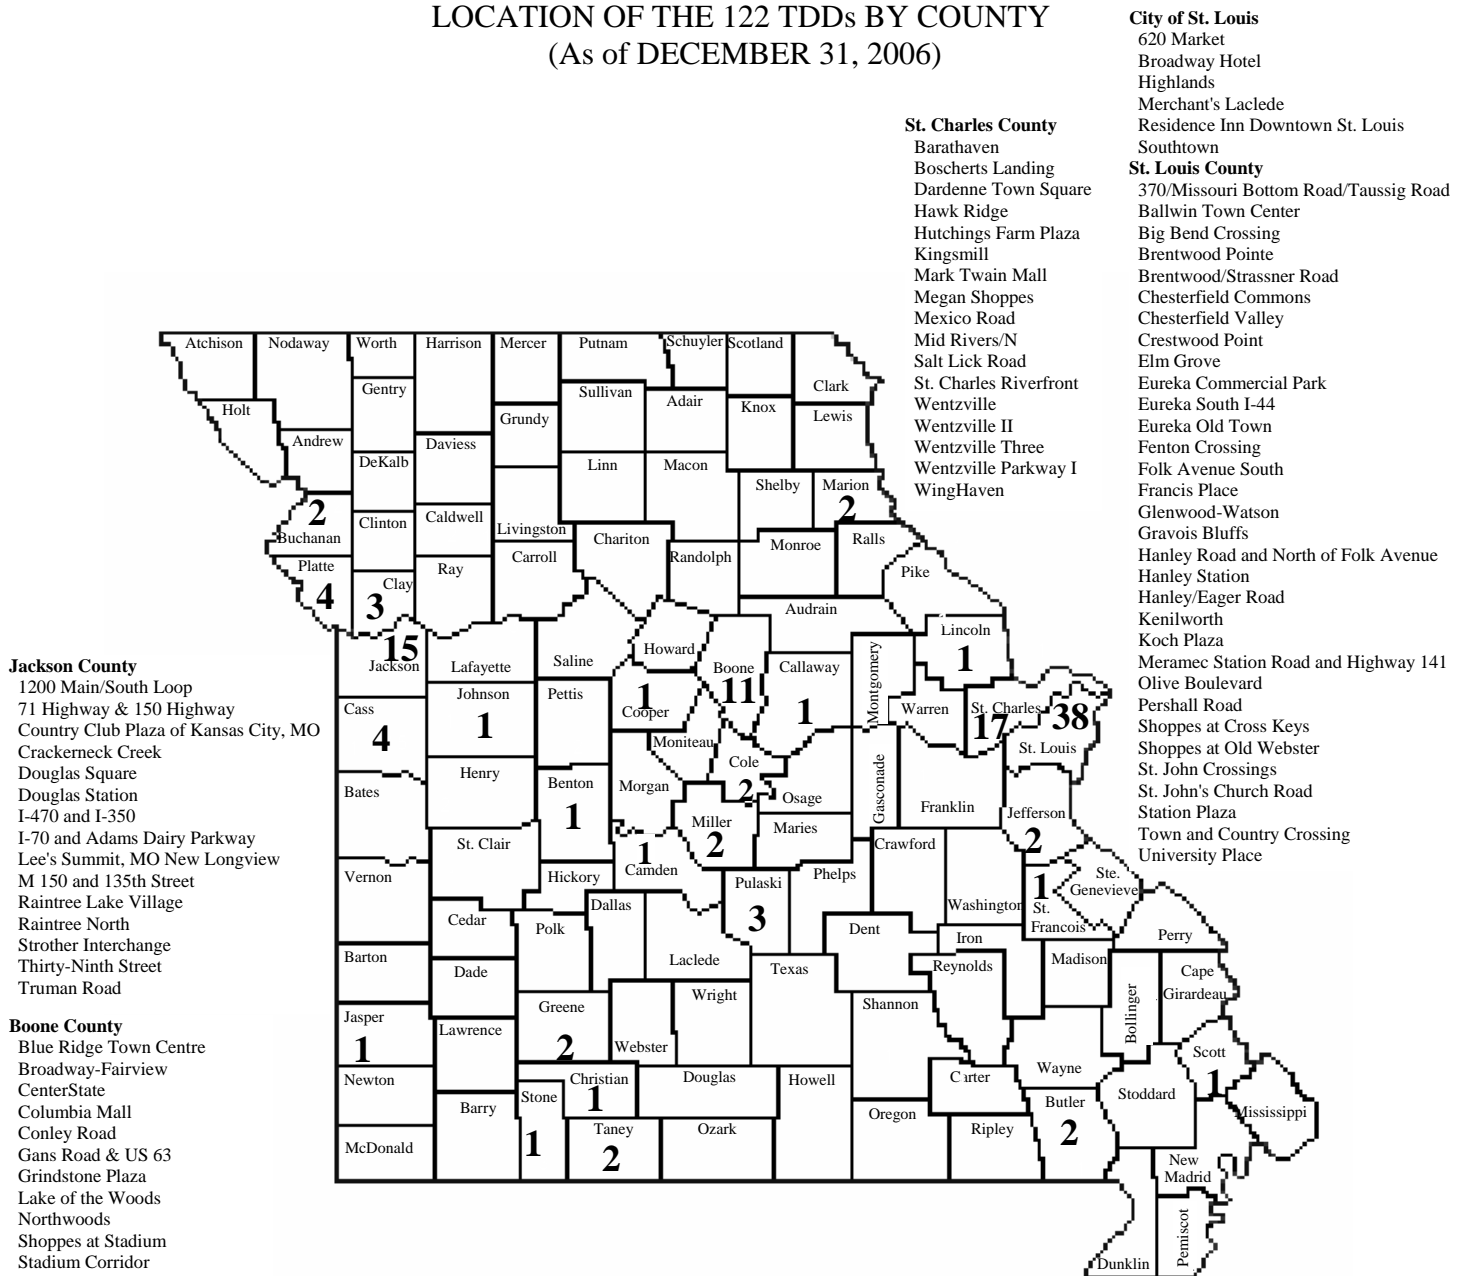 LOCATION OF THE 122 TDDs BY COUNTY
(As of DECEMBER 31, 2006)
City of St. Louis
620 Market
Broadway Hotel
Highlands
Merchant's Laclede
Residence Inn Downtown St. Louis
Southtown
St. Louis County
370/Missouri Bottom Road/Taussig Road
Ballwin Town Center
Big Bend Crossing
Brentwood Pointe
Brentwood/Strassner Road
Chesterfield Commons
Chesterfield Valley
Crestwood Point
Elm Grove
Eureka Commercial Park
Eureka South I-44
Eureka Old Town
Fenton Crossing
Folk Avenue South
Francis Place
Glenwood-Watson
Gravois Bluffs
Hanley Road and North of Folk Avenue
Hanley Station
Hanley/Eager Road
Kenilworth
Koch Plaza
Meramec Station Road and Highway 141
Olive Boulevard
Pershall Road
Shoppes at Cross Keys
Shoppes at Old Webster
St. John Crossings
St. John's Church Road
Station Plaza
Town and Country Crossing
University Place
St. Charles County
Barathaven
Boscherts Landing
Dardenne Town Square
Hawk Ridge
Hutchings Farm Plaza
Kingsmill
Mark Twain Mall
Megan Shoppes
Mexico Road
Mid Rivers/N
Salt Lick Road
St. Charles Riverfront
Wentzville
Wentzville II
Wentzville Three
Wentzville Parkway I
WingHaven
Jackson County
1200 Main/South Loop
71 Highway & 150 Highway
Country Club Plaza of Kansas City, MO
Crackerneck Creek
Douglas Square
Douglas Station
I-470 and I-350
I-70 and Adams Dairy Parkway
Lee's Summit, MO New Longview
M 150 and 135th Street
Raintree Lake Village
Raintree North
Strother Interchange
Thirty-Ninth Street
Truman Road
Boone County
Blue Ridge Town Centre
Broadway-Fairview
CenterState
Columbia Mall
Conley Road
Gans Road & US 63
Grindstone Plaza
Lake of the Woods
Northwoods
Shoppes at Stadium
Stadium Corridor
Atchison
Nodaway
Worth
Harrison
Mercer
Putnam
Schuyler
Scotland
Clark
Gentry
Sullivan
Adair
Knox
Lewis
Holt
Grundy
Andrew
Daviess
DeKalb
Linn
Macon
Shelby
Marion
2
2
Buchanan
Clinton
Caldwell
Livingston
Chariton
Randolph
Monroe
Ralls
Carroll
Platte
4
Clay
3
Ray
Pike
Audrain
15
Jackson
Lafayette
Saline
Howard
Boone
11
Callaway
1
Montgomery
Lincoln
1
Johnson
1
Pettis
1
Cooper
Warren
St. Charles
17
38
St. Louis
Cass
4
Moniteau
Cole
2
Henry
Benton
1
Morgan
Osage
Gasconade
Franklin
Bates
Miller
2
Maries
Jefferson
2
St. Clair
1
Camden
Crawford
Vernon
Hickory
Pulaski
3
Phelps
Washington
1
St.
Francois
Ste.
Genevieve
Dallas
Cedar
Polk
Dent
Iron
Perry
Barton
Dade
Laclede
Texas
Reynolds
Madison
Cape
Girardeau
Bollinger
Greene
2
Wright
Shannon
Jasper
1
Lawrence
Webster
Scott
1
Newton
Christian
1
Douglas
Howell
Carter
Wayne
Stoddard
Mississippi
Stone
1
Barry
Oregon
Butler
2
McDonald
Taney
2
Ozark
Ripley
New
Madrid
Pemiscot
Dunklin